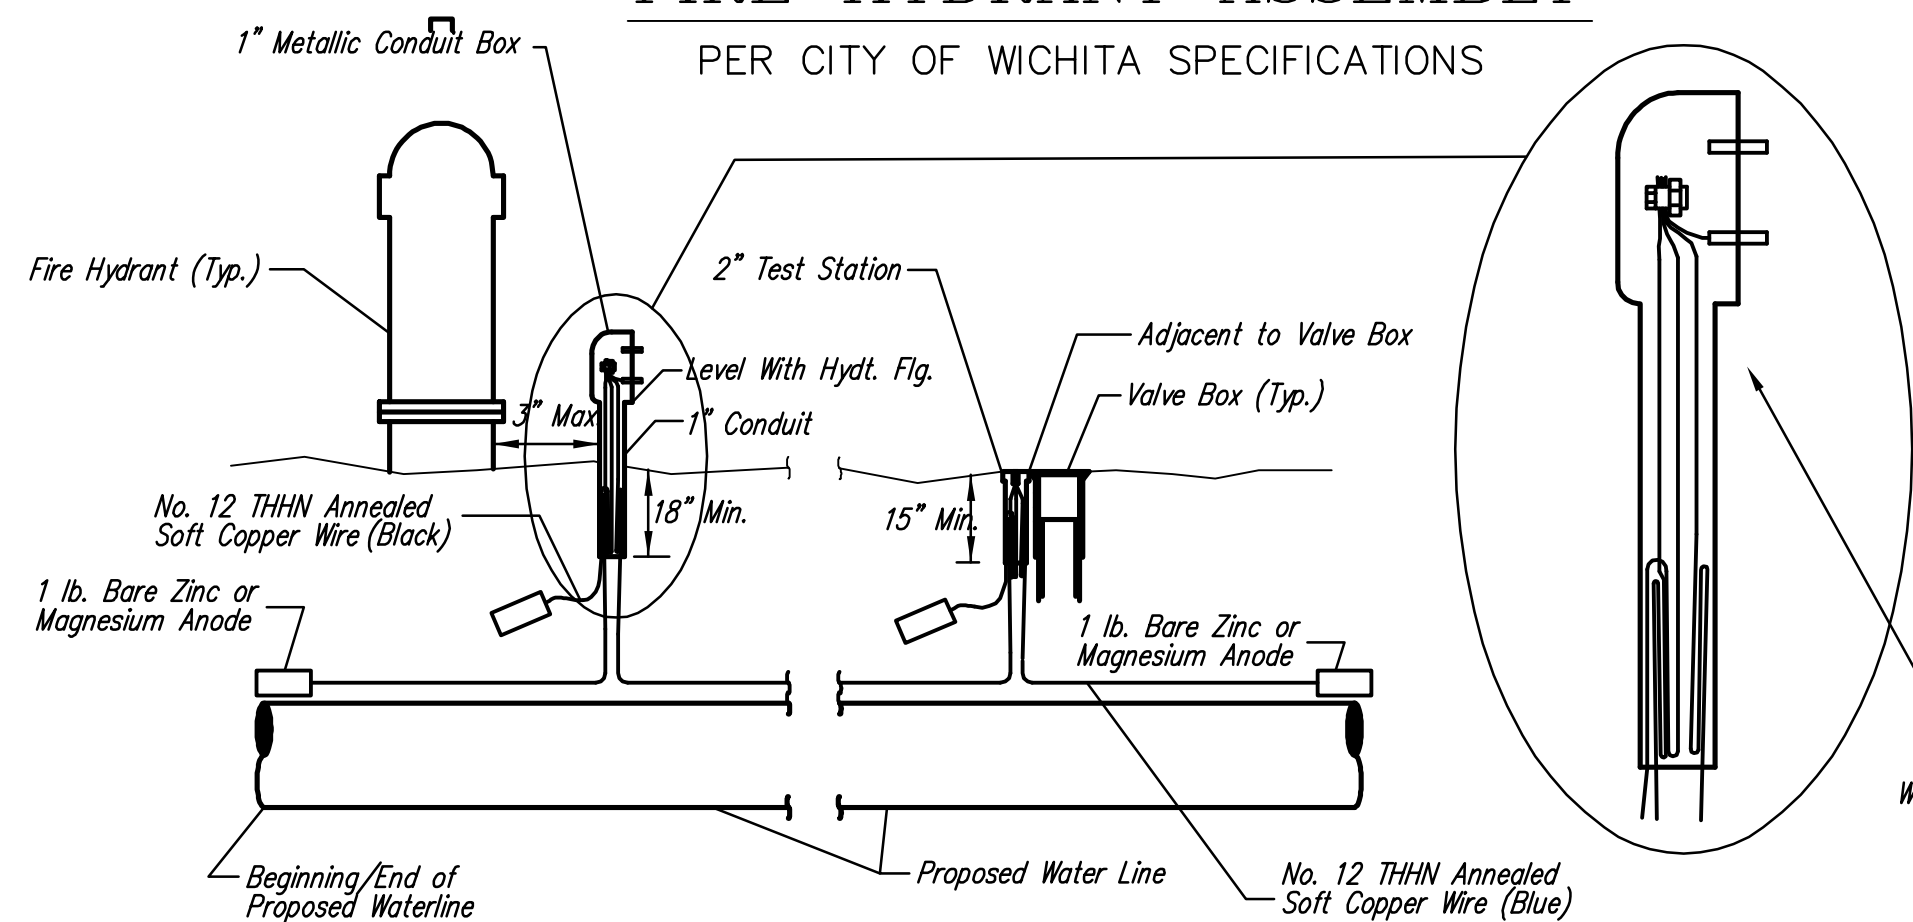 FIRE HYDRANT ASSEMBLY
PER CITY OF WICHITA SPECIFICATIONS
1" Metallic Conduit Box
Fire Hydrant (Typ.)
2" Test Station
Adjacent to Valve Box
Level With Hydt. Flg.
Valve Box (Typ.)
3" Max.
1" Conduit
No. 12 THHN Annealed
Soft Copper Wire (Black)
18" Min.
15" Min.
1 lb. Bare Zinc or
Magnesium Anode
1 lb. Bare Zinc or
Magnesium Anode
W
Beginning/End of
Proposed Waterline
Proposed Water Line
No. 12 THHN Annealed
Soft Copper Wire (Blue)